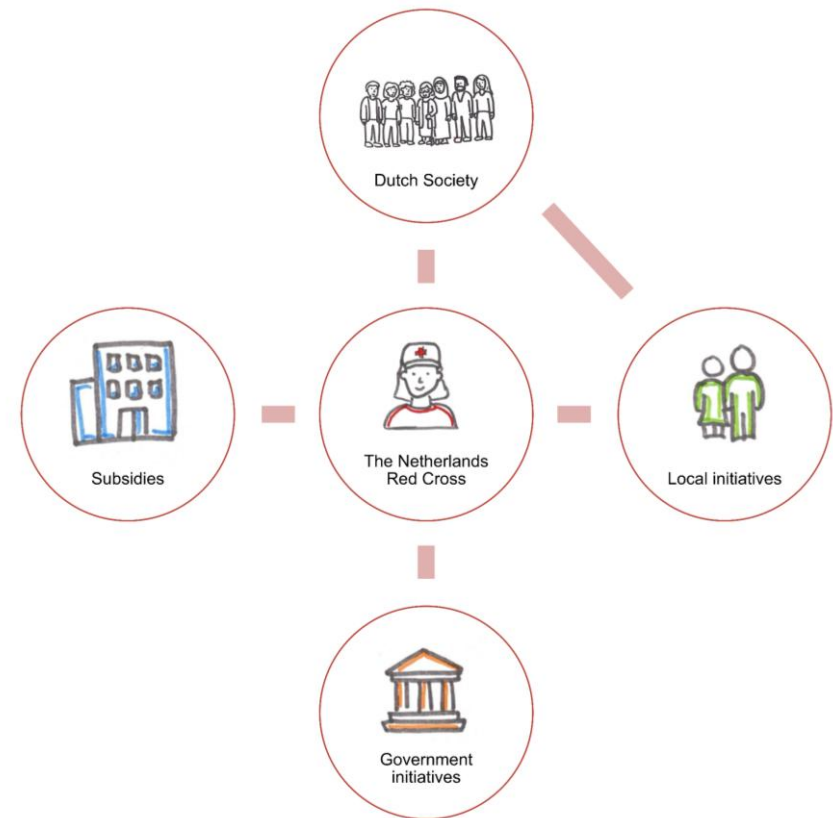 Dutch Society
Subsidies
The Netherlands
Red Cross
Local initiatives
Government
initiatives